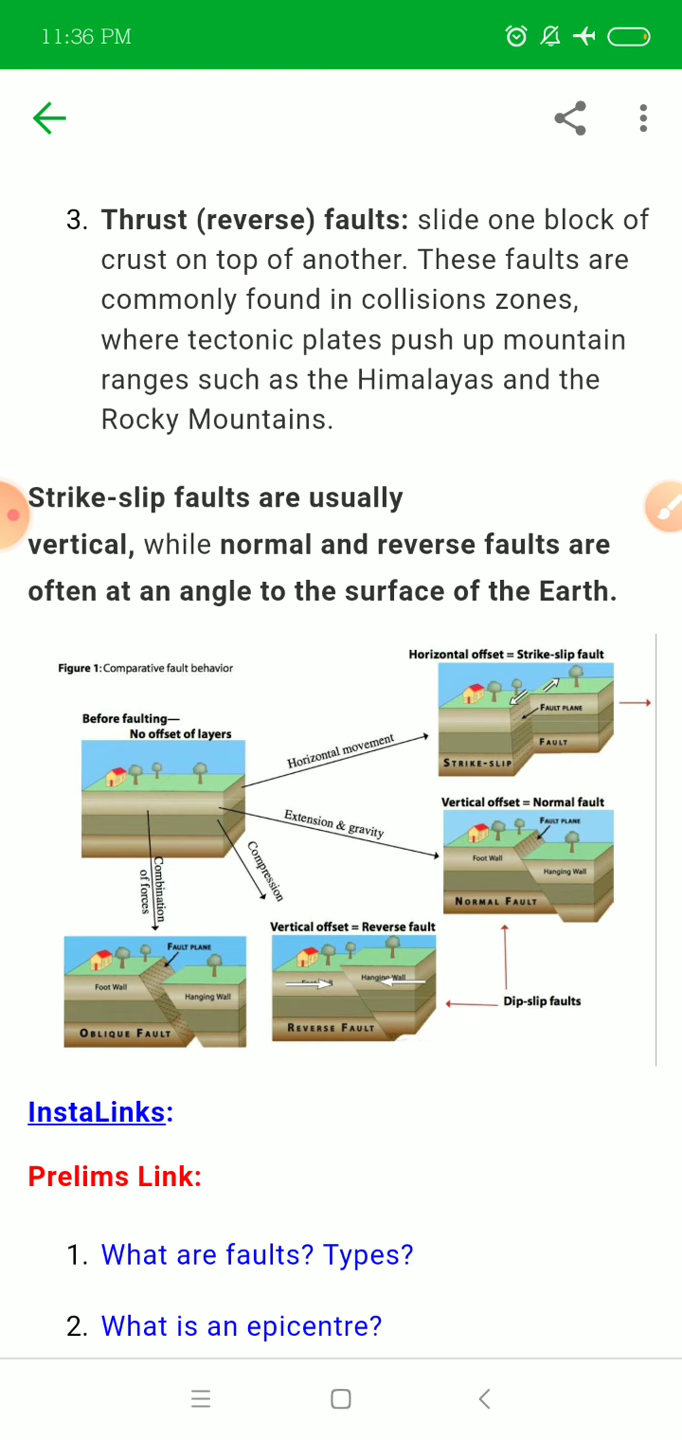 11:36 PM
3. Thrust (reverse) faults: slide one block of
crust on top of another. These faults are
commonly found in collisions zones,
where tectonic plates push up mountain
ranges such as the Himalayas and the
Rocky Mountains.
Strike-slip faults are usually
vertical, while normal and reverse faults are
often at an angle to the surface of the Earth.
Figure 1: Comparative fault behavior
Horizontal offset = Strike-slip fault
FAULT PLANE
FAULT
STRIKE-SLIP
Before faulting—
No offset of layers
Horizontal movement
Extension & gravity
Compression
Combination
of forces
Vertical offset = Normal fault
FAULT PLANE
Foot Wall
Hanging Wall
NORMAL FAULT
Vertical offset = Reverse fault
Hanging Wall
REVERSE FAULT
FAULT PLANE
Foot Wall
Hanging Wall
OBLIQUE FAULT
Dip-slip faults
InstaLinks:
Prelims Link:
1. What are faults? Types?
2. What is an epicentre?